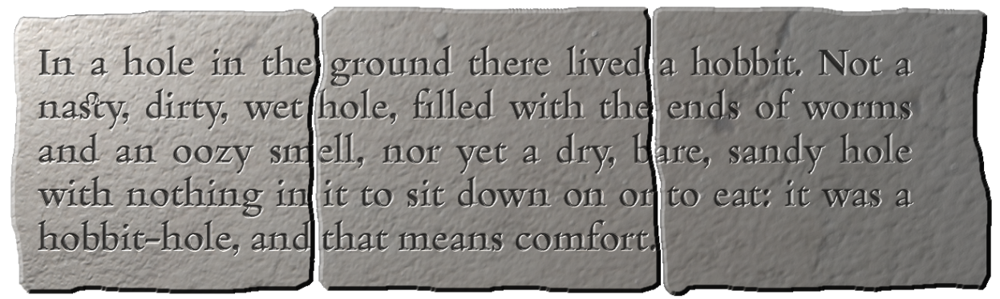 In a hole in the ground there lived a hobbit. Not a
nasty, dirty, wet hole, filled with the ends of worms
and an oozy smell, nor yet a dry, bare, sandy hole
with nothing in it to sit down on or to eat: it was a
hobbit-hole, and that means comfort.